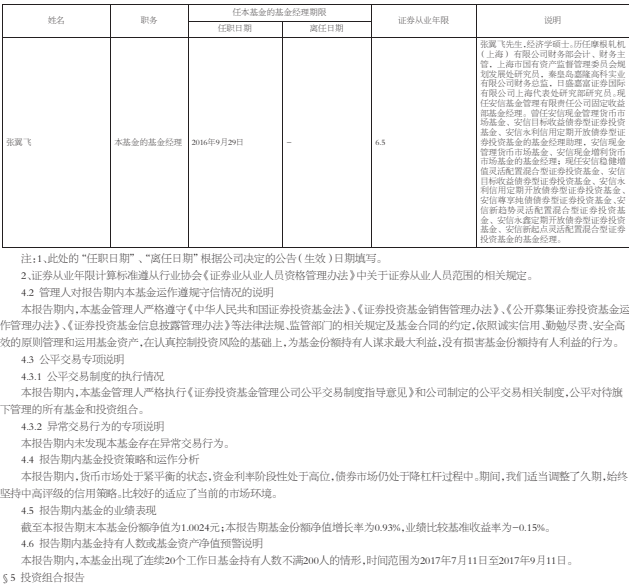 姓名 职务 任本基金的基金经理期限 证券从业年限 说明
任职日期 离任日期
张翼飞 本基金的基金经理 2016年9月29日 - 6.5
张翼飞先生，经济学硕士。历任摩根轧机
（上海）有限公司财务部会计、财务主
管，上海市国有资产监督管理委员会规
划发展处研究员，秦皇岛嘉隆高科实业
有限公司财务总监，日盛嘉富证券国际
有限公司上海代表处研究部研究员。现
任安信基金管理有限责任公司固定收益
部基金经理。曾任安信现金管理货币市
场基金、安信目标收益债券型证券投资
基金、安信永利信用定期开放债券型证
券投资基金的基金经理助理，安信现金
管理货币市场基金、安信现金增利货币
市场基金的基金经理；现任安信稳健增
值灵活配置混合型证券投资基金、安信
目标收益债券型证券投资基金、安信永
利信用定期开放债券型证券投资基金、
安信尊享纯债债券型证券投资基金、安
信新趋势灵活配置混合型证券投资基
金、安信永鑫定期开放债券型证券投资
基金、安信新起点灵活配置混合型证券
投资基金的基金经理。
注：1、此处的“任职日期”、“离任日期”根据公司决定的公告（生效）日期填写。
2、证券从业年限计算标准遵从行业协会《证券业从业人员资格管理办法》中关于证券从业人员范围的相关规定。
4.2 管理人对报告期内本基金运作遵规守信情况的说明
本报告期内，本基金管理人严格遵守《中华人民共和国证券投资基金法》、《证券投资基金销售管理办法》、《公开募集证券投资基金运
作管理办法》、《证券投资基金信息披露管理办法》等法律法规、监管部门的相关规定及基金合同的约定，依照诚实信用、勤勉尽责、安全高
效的原则管理和运用基金资产，在认真控制投资风险的基础上，为基金份额持有人谋求最大利益，没有损害基金份额持有人利益的行为。
4.3 公平交易专项说明
4.3.1 公平交易制度的执行情况
本报告期内，本基金管理人严格执行《证券投资基金管理公司公平交易制度指导意见》和公司制定的公平交易相关制度，公平对待旗
下管理的所有基金和投资组合。
4.3.2 异常交易行为的专项说明
本报告期内未发现本基金存在异常交易行为。
4.4 报告期内基金投资策略和运作分析
本报告期内，货币市场处于紧平衡的状态，资金利率阶段性处于高位，债券市场仍处于降杠杆过程中。期间，我们适当调整了久期，始终
坚持中高评级的信用策略。比较好的适应了当前的市场环境。
4.5 报告期内基金的业绩表现
截至本报告期末本基金份额净值为1.0024元；本报告期基金份额净值增长率为0.93%，业绩比较基准收益率为-0.15%。
4.6 报告期内基金持有人数或基金资产净值预警说明
本报告期内，本基金出现了连续20个工作日基金持有人数不满200人的情形，时间范围为2017年7月11日至2017年9月11日。
§5 投资组合报告